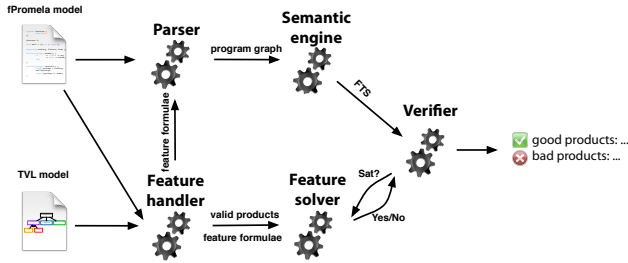 fPromela model
Parser
program graph
Semantic
engine
FTS
Verifier
good products: ...
bad products: ...
feature formulae
TVL model
Feature
handler
valid products
feature formulae
Feature
solver
Sat?
Yes/No